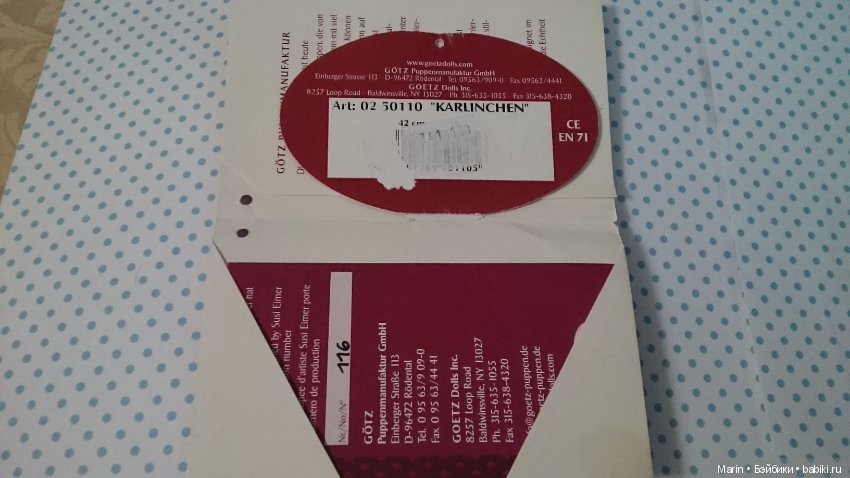 www.goetzdolls.com
GÖTZ Puppenmanufaktur GmbH
Einberger Strasse 113 · D-96472 Rödental · Tel 09563/909-0 · Fax 09563/4441
GOETZ Dolls Inc.
8257 Loop Road · Baldwinsville, NY 13027 · Ph. 315-635-1055 · Fax 315-638-4320
Art: 02 50110 "KARLINCHEN"
42 cm
CE
EN 71
hat
by Susi Eimer
number
d'artiste Susi Eimer porte
de production
Nr./No/N° 116
GÖTZ
Puppenmanufaktur GmbH
Einberger Straße 113
D-96472 Rödental
Tel. 0 95 63/9 09-0
Fax 0 95 63/44 41
GOETZ Dolls Inc.
8257 Loop Road
Baldwinsville, NY 13027
Ph. 315-635-1055
Fax 315-638-4320
@goetz-puppen.de
goetz-puppen.de
Marin • Бэйбики • babiki.ru